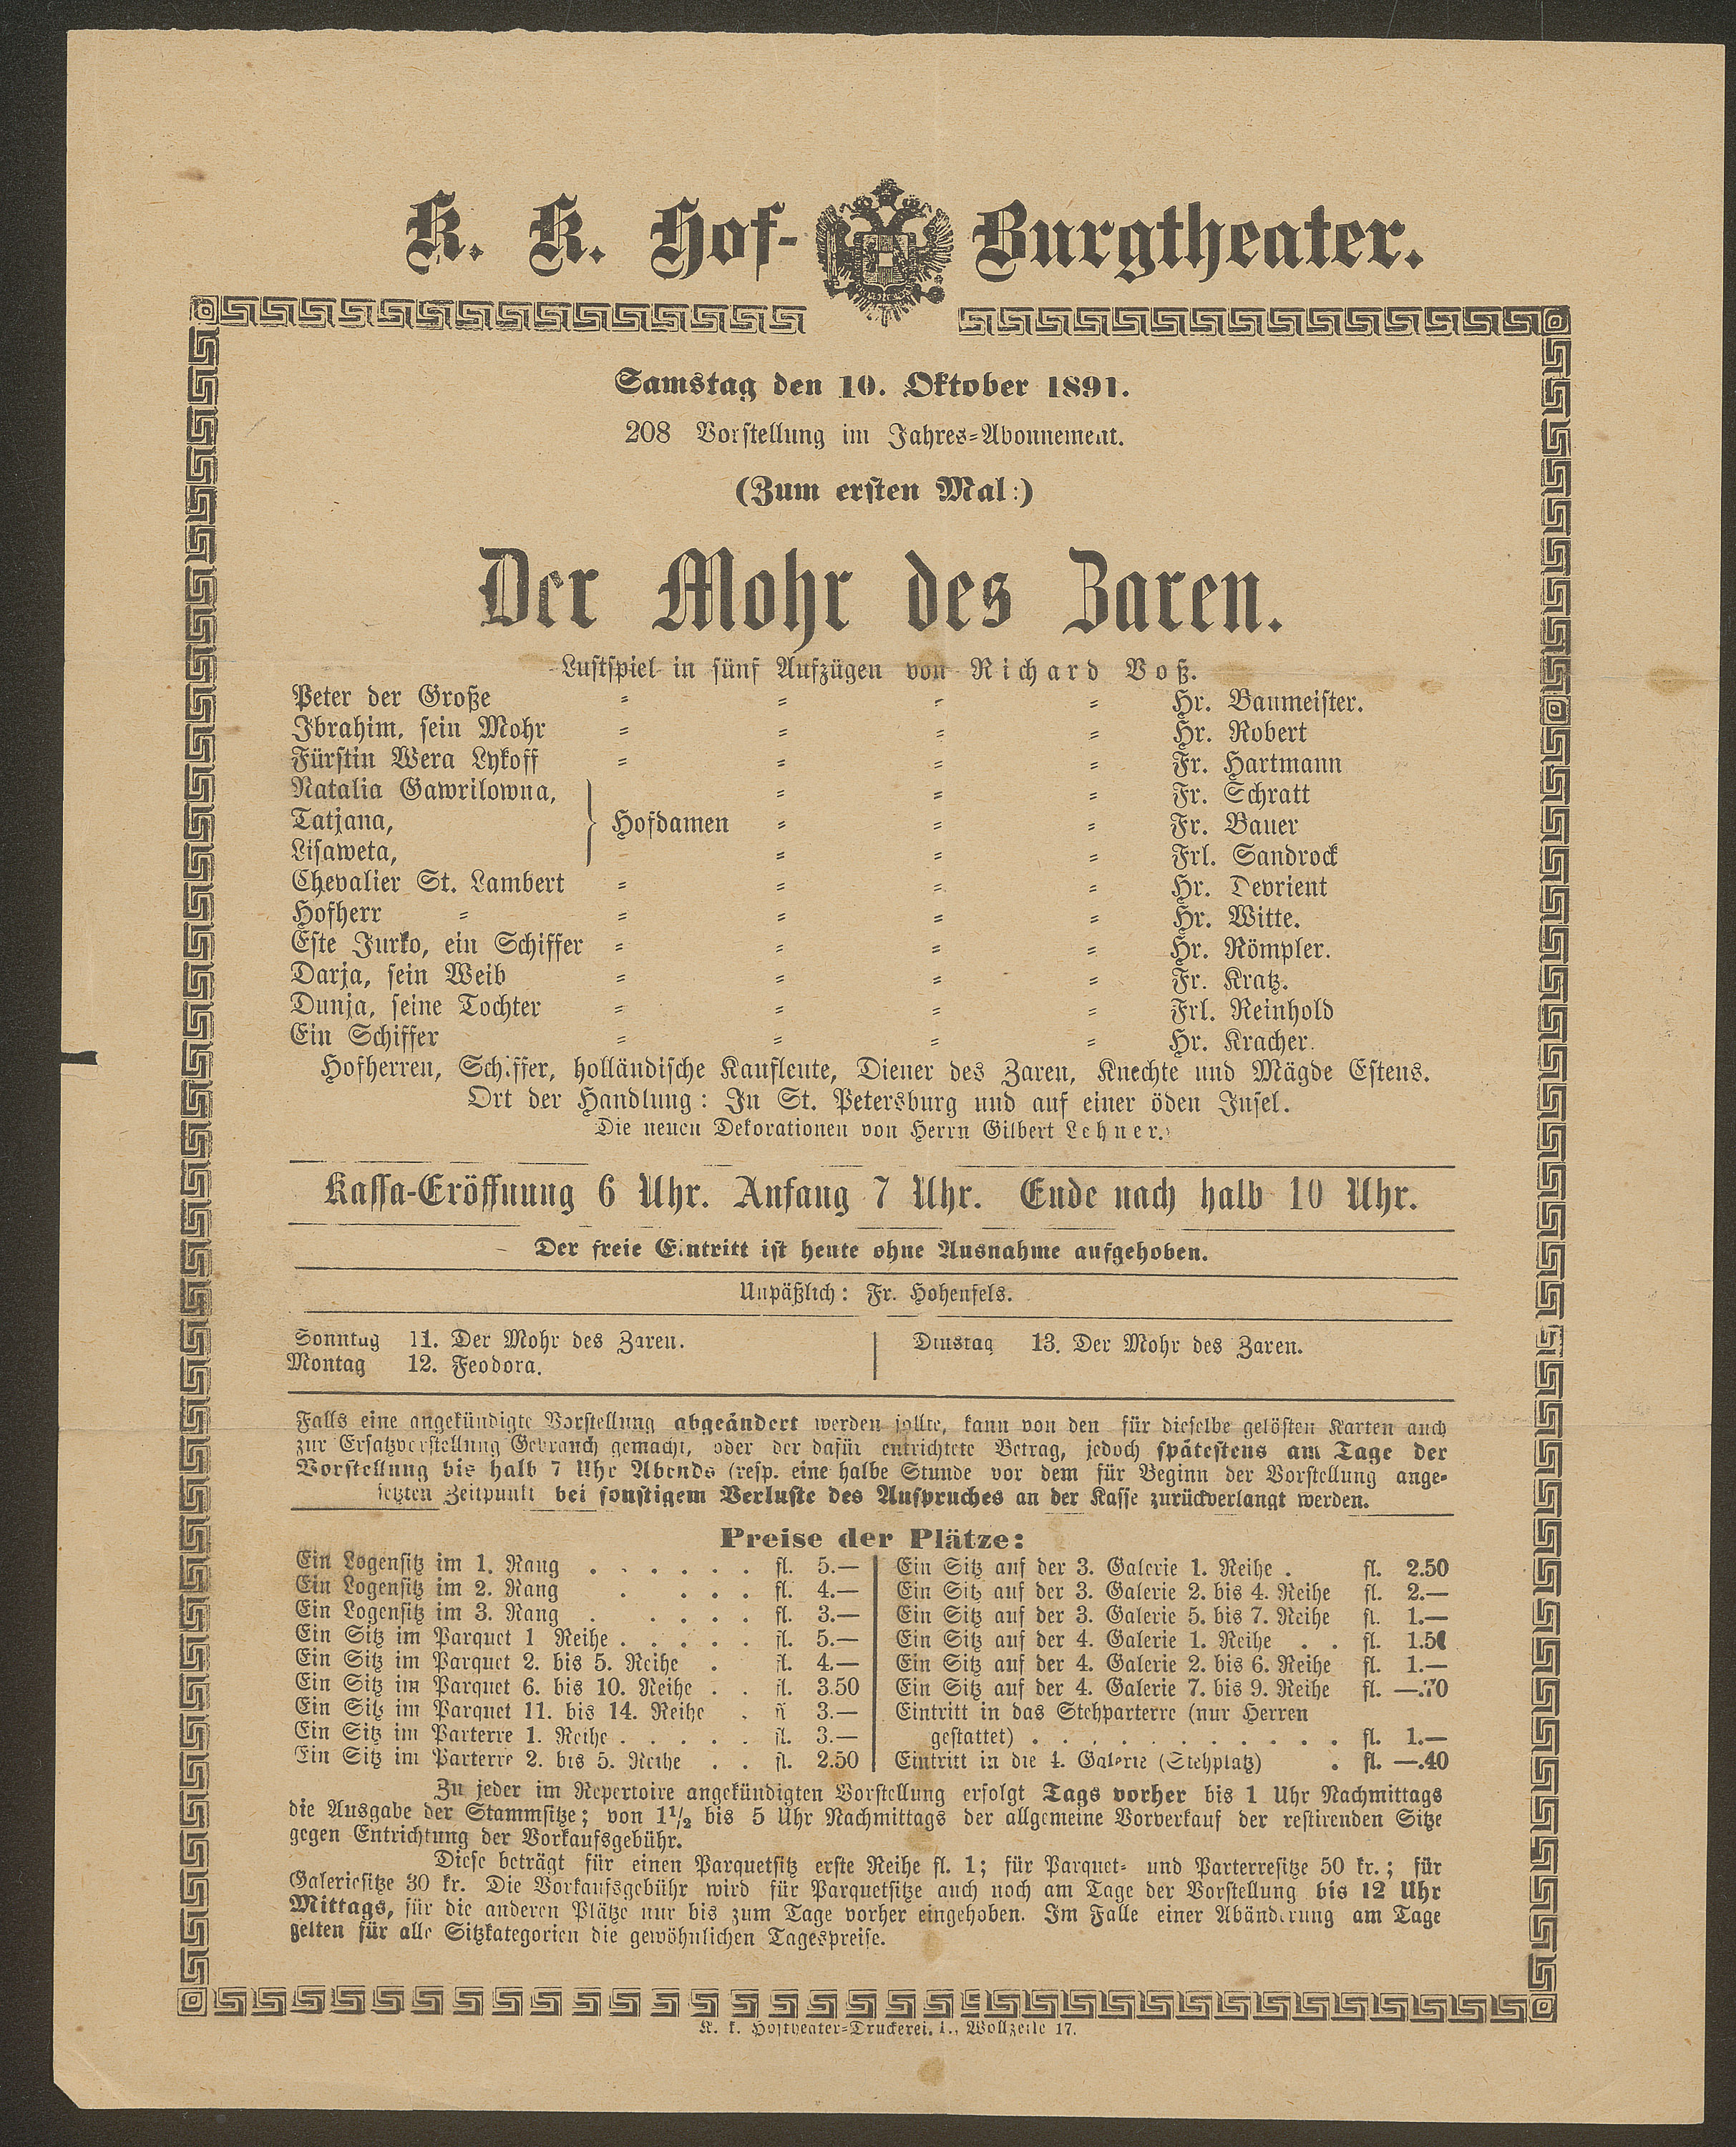 K. K. Hof- Burgtheater.
Samstag den 10. Oktober 1891.
208 Vorstellung im Jahres-Abonnement.
(Zum ersten Mal:)
Der Mohr des Zaren.
Lustspiel in fünf Aufzügen von Richard Voß.
Peter der Große = = = = Hr. Baumeister.
Ibrahim, sein Mohr = = = = Hr. Robert
Fürstin Wera Lykoff = = = = Fr. Hartmann
Natalia Gawrilowna, = = = Fr. Schratt
Tatjana, } Hofdamen = = = Fr. Bauer
Lisaweta, = = = Frl. Sandrock
Chevalier St. Lambert = = = = Hr. Devrient
Hofherr = = = = = Hr. Witte.
Este Jurko, ein Schiffer = = = = Hr. Römpler.
Darja, sein Weib = = = = Fr. Kratz.
Dunja, seine Tochter = = = = Frl. Reinhold
Ein Schiffer = = = = Hr. Kracher.
Hofherren, Schiffer, holländische Kaufleute, Diener des Zaren, Knechte und Mägde Estens.
Ort der Handlung: In St. Petersburg und auf einer öden Insel.
Die neuen Dekorationen von Herrn Gilbert Lehner.
Kassa-Eröffnung 6 Uhr. Anfang 7 Uhr. Ende nach halb 10 Uhr.
Der freie Eintritt ist heute ohne Ausnahme aufgehoben.
Unpäßlich: Fr. Hohenfels.
Sonntag 11. Der Mohr des Zaren.
Montag 12. Feodora.
Dinstag 13. Der Mohr des Zaren.
Falls eine angekündigte Vorstellung abgeändert werden sollte, kann von den für dieselbe gelösten Karten auch
zur Ersatzvorstellung Gebrauch gemacht, oder der dafür entrichtete Betrag, jedoch spätestens am Tage der
Vorstellung bis halb 7 Uhr Abends (resp. eine halbe Stunde vor dem für Beginn der Vorstellung ange-
setzten Zeitpunkt bei sonstigem Verluste des Anspruches an der Kasse zurückverlangt werden.
Preise der Plätze:
Ein Logensitz im 1. Rang . . . . . . fl. 5.—
Ein Logensitz im 2. Rang . . . . fl. 4.—
Ein Logensitz im 3. Rang . . . . . fl. 3.—
Ein Sitz im Parquet 1 Reihe . . . . . fl. 5.—
Ein Sitz im Parquet 2. bis 5. Reihe . fl. 4.—
Ein Sitz im Parquet 6. bis 10. Reihe . . fl. 3.50
Ein Sitz im Parquet 11. bis 14. Reihe . fl 3.—
Ein Sitz im Parterre 1. Reihe . . . . . fl. 3.—
Ein Sitz im Parterre 2. bis 5. Reihe . . fl. 2.50
Ein Sitz auf der 3. Galerie 1. Reihe . fl. 2.50
Ein Sitz auf der 3. Galerie 2. bis 4. Reihe fl. 2.—
Ein Sitz auf der 3. Galerie 5. bis 7. Reihe fl. 1.—
Ein Sitz auf der 4. Galerie 1. Reihe . . fl. 1.50
Ein Sitz auf der 4. Galerie 2. bis 6. Reihe fl. 1.—
Ein Sitz auf der 4. Galerie 7. bis 9. Reihe fl. —.70
Eintritt in das Stehparterre (nur Herren
gestattet) . . . . . . . . . . . fl. 1.—
Eintritt in die 4. Galerie (Stehplatz) . fl. —.40
Zu jeder im Repertoire angekündigten Vorstellung erfolgt Tags vorher bis 1 Uhr Nachmittags
die Ausgabe der Stammsitze; von 1½ bis 5 Uhr Nachmittags der allgemeine Vorverkauf der restirenden Sitze
gegen Entrichtung der Vorkaufsgebühr.
Diese beträgt für einen Parquetsitz erste Reihe fl. 1; für Parquet- und Parterresitze 50 kr.; für
Galeriesitze 30 kr. Die Vorkaufsgebühr wird für Parquetsitze auch noch am Tage der Vorstellung bis 12 Uhr
Mittags, für die anderen Plätze nur bis zum Tage vorher eingehoben. Im Falle einer Abänderung am Tage
gelten für alle Sitzkategorien die gewöhnlichen Tagespreise.
K. k. Hoftheater-Druckerei. I., Wollzeile 17.